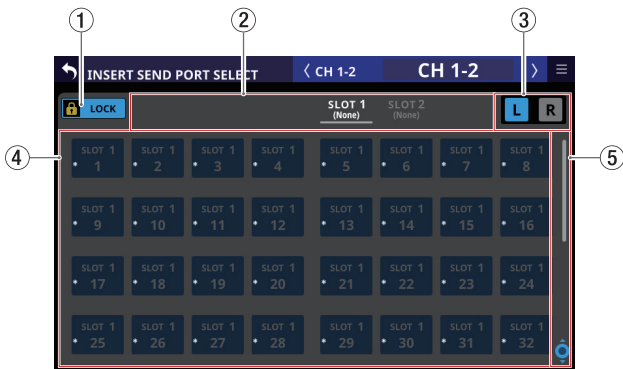 1
2
3
INSERT SEND PORT SELECT
CH 1-2
CH 1-2
LOCK
SLOT 1
(None)
SLOT 2
(None)
L
R
4
5
SLOT 1
* 1
SLOT 1
* 2
SLOT 1
* 3
SLOT 1
* 4
SLOT 1
* 5
SLOT 1
* 6
SLOT 1
* 7
SLOT 1
* 8
SLOT 1
* 9
SLOT 1
* 10
SLOT 1
* 11
SLOT 1
* 12
SLOT 1
* 13
SLOT 1
* 14
SLOT 1
* 15
SLOT 1
* 16
SLOT 1
* 17
SLOT 1
* 18
SLOT 1
* 19
SLOT 1
* 20
SLOT 1
* 21
SLOT 1
* 22
SLOT 1
* 23
SLOT 1
* 24
SLOT 1
* 25
SLOT 1
* 26
SLOT 1
* 27
SLOT 1
* 28
SLOT 1
* 29
SLOT 1
* 30
SLOT 1
* 31
SLOT 1
* 32